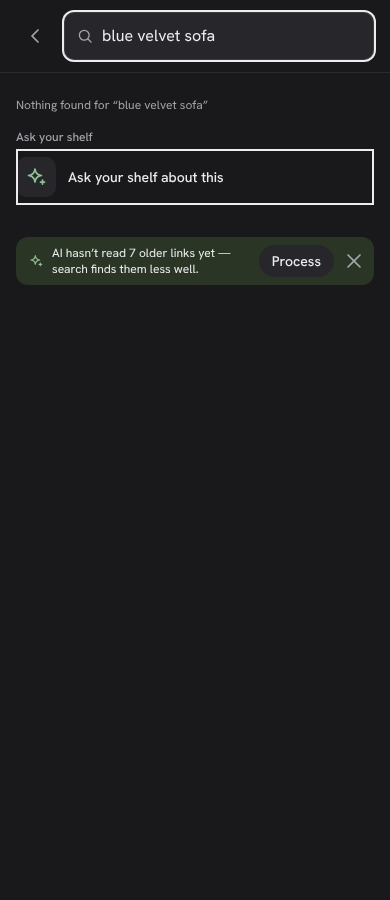 blue velvet sofa
Nothing found for “blue velvet sofa”
Ask your shelf
Ask your shelf about this
AI hasn’t read 7 older links yet —
search finds them less well.
Process